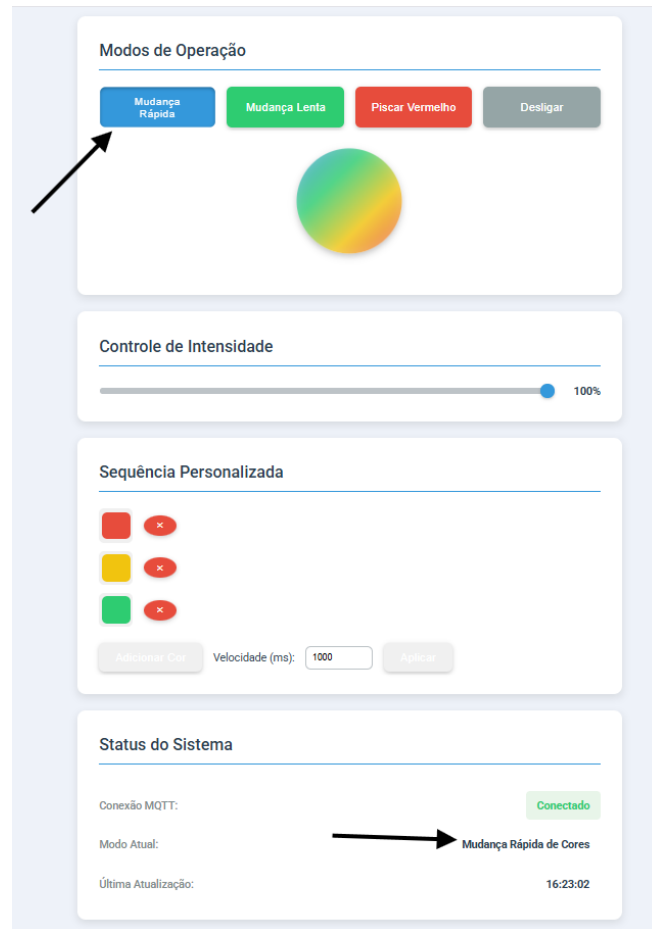 Modos de Operação
Mudança
Rápida
Mudança Lenta
Piscar Vermelho
Desligar
Controle de Intensidade
100%
Sequência Personalizada
×
×
×
Adicionar Cor Velocidade (ms): 1000 Aplicar
Status do Sistema
Conexão MQTT: Conectado
Modo Atual: Mudança Rápida de Cores
Última Atualização: 16:23:02